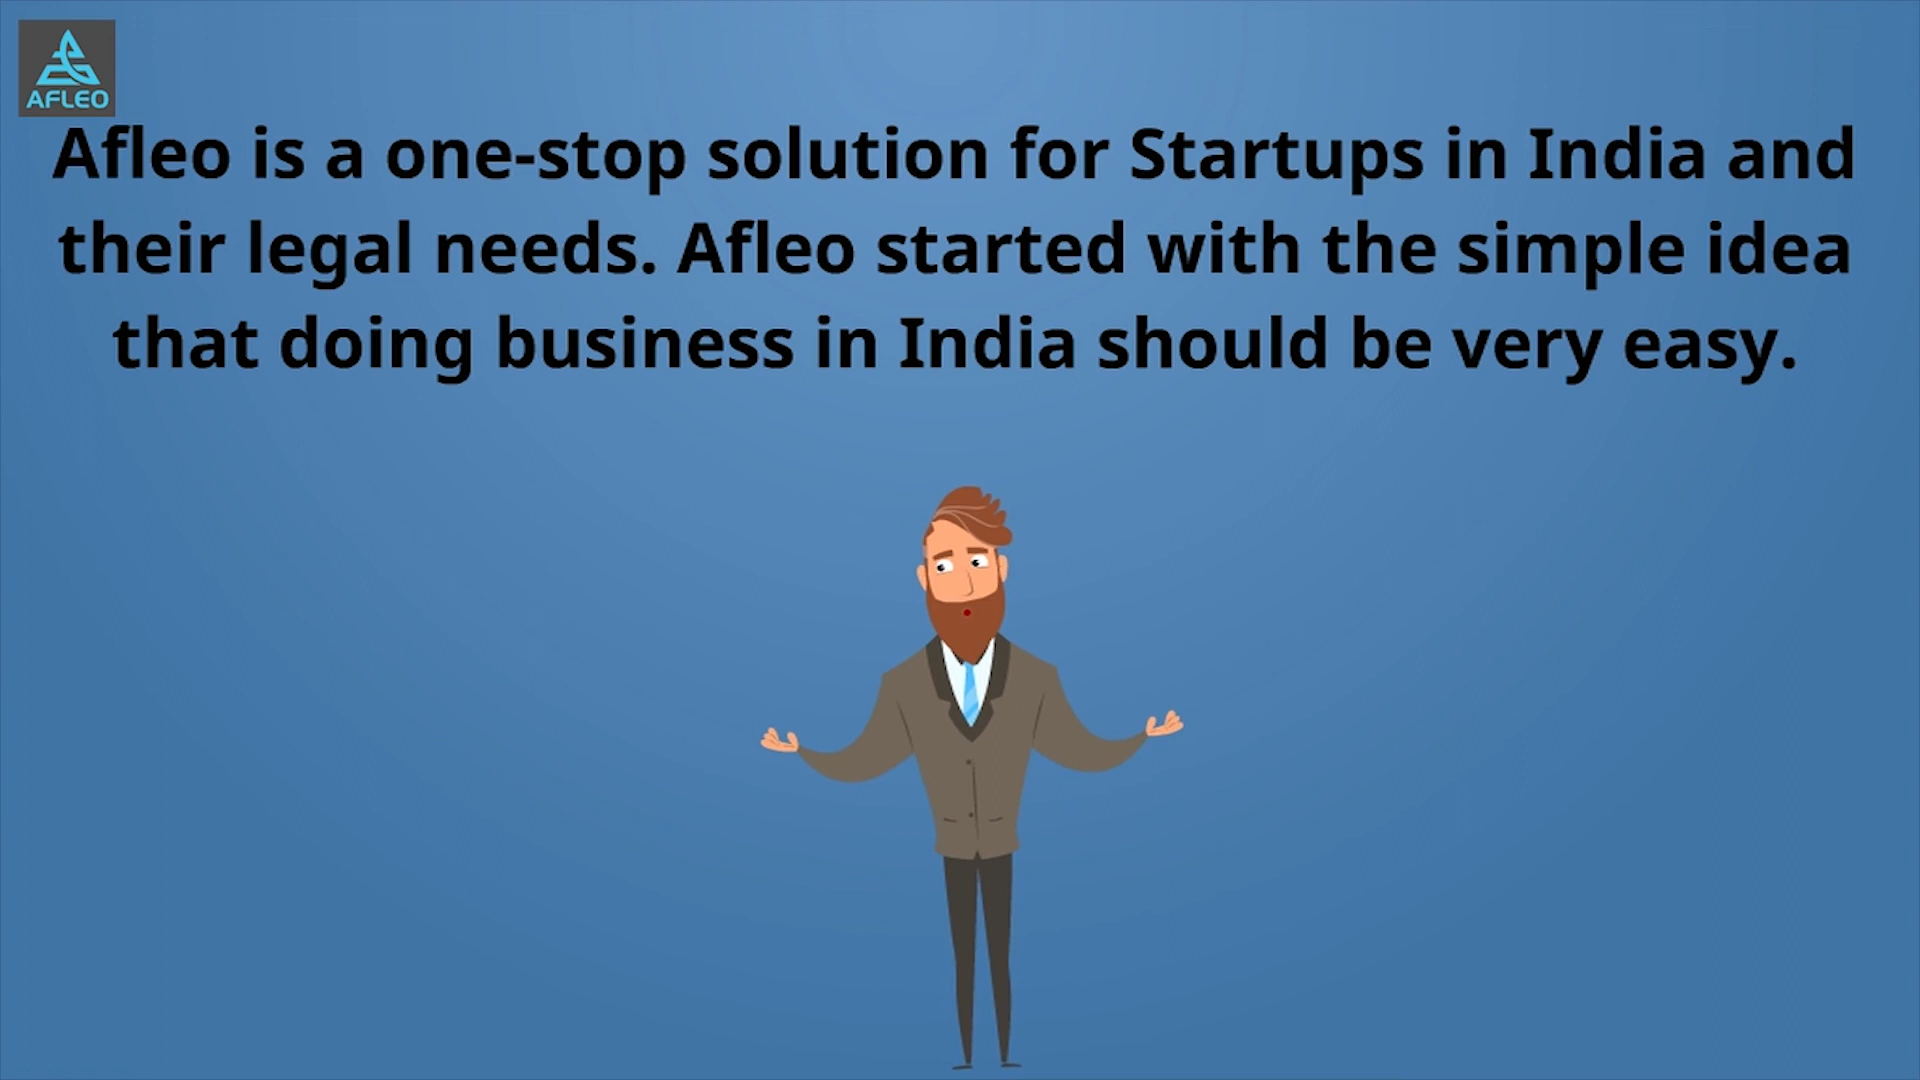 AFLEO
Afleo is a one-stop solution for Startups in India and
their legal needs. Afleo started with the simple idea
that doing business in India should be very easy.